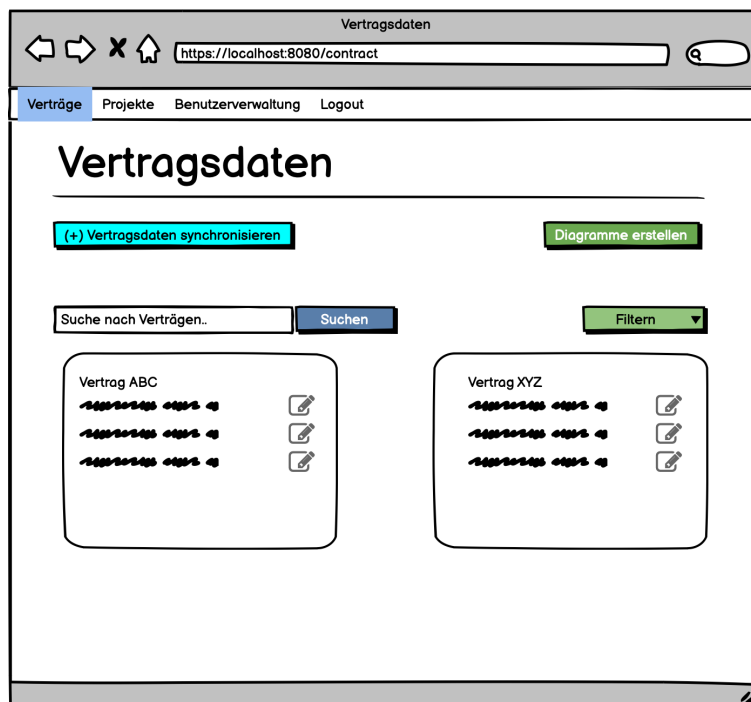 Vertragsdaten
https://localhost:8080/contract
Verträge Projekte Benutzerverwaltung Logout
Vertragsdaten
(+) Vertragsdaten synchronisieren Diagramme erstellen
Suche nach Verträgen.. Suchen Filtern
Vertrag ABC Vertrag XYZ